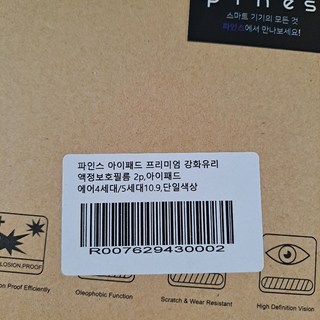 pines
스마트 기기의 모든 것
파인스에서 만나보세요!
파인스 아이패드 프리미엄 강화유리
액정보호필름 2p,아이패드
에어4세대/5세대10.9,단일색상
R007629430002
LOSION.PROOF
on Proof Efficiently
Oleophobic Function
Scratch & Wear Resistant
High Definition Vision